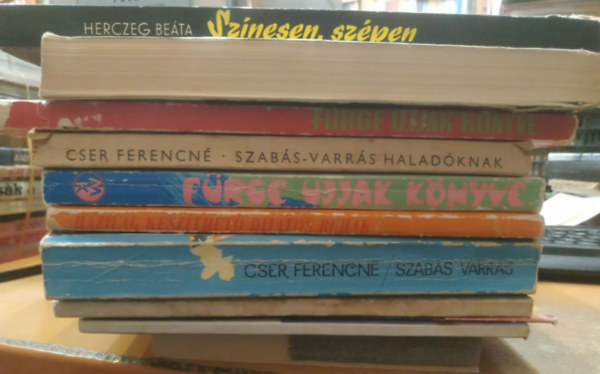 HERCZEG BEÁTA Színesen, szépen
FÜRGE UJJAK KÖNYVE
CSER FERENCNÉ · SZABÁS-VARRÁS HALADÓKNAK
FÜRGE UJJAK KÖNYVE
CSER FERENCNÉ / SZABÁS VARRÁS